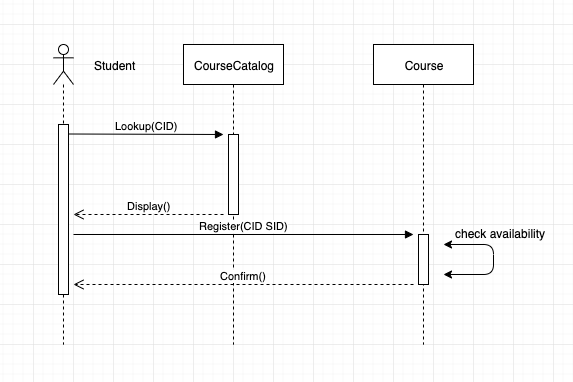 Student
CourseCatalog
Course
Lookup(CID)
Display()
Register(CID SID)
check availability
Confirm()